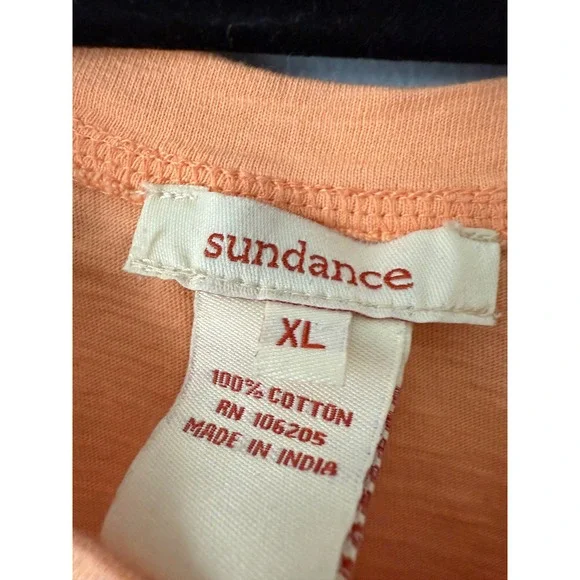 sundance
XL
100% COTTON
RN 106205
MADE IN INDIA